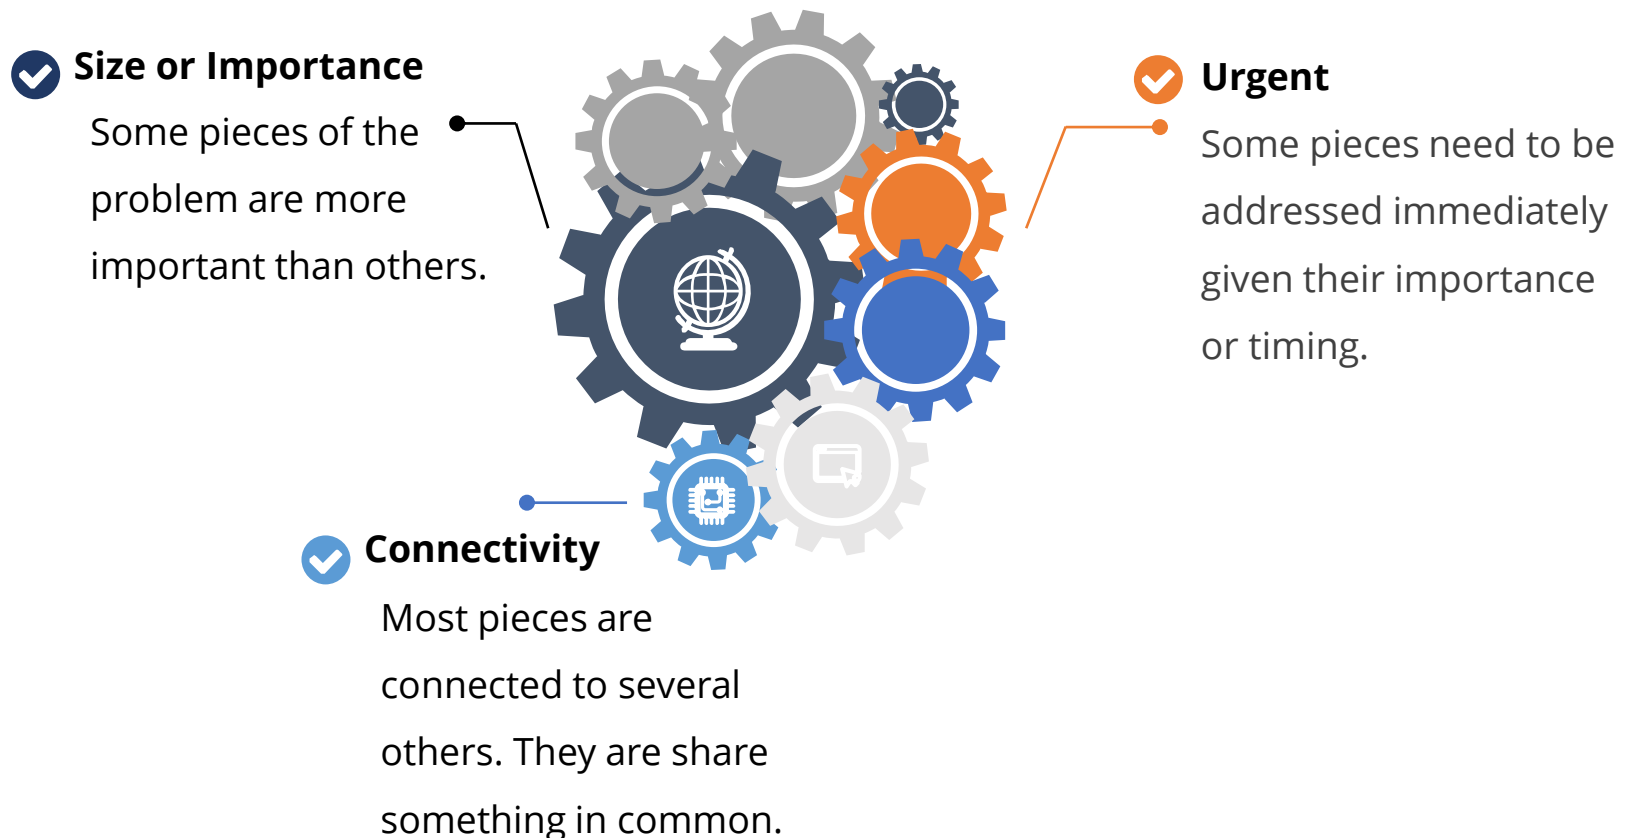 Size or Importance
Some pieces of the
problem are more
important than others.
Urgent
Some pieces need to be
addressed immediately
given their importance
or timing.
Connectivity
Most pieces are
connected to several
others. They are share
something in common.